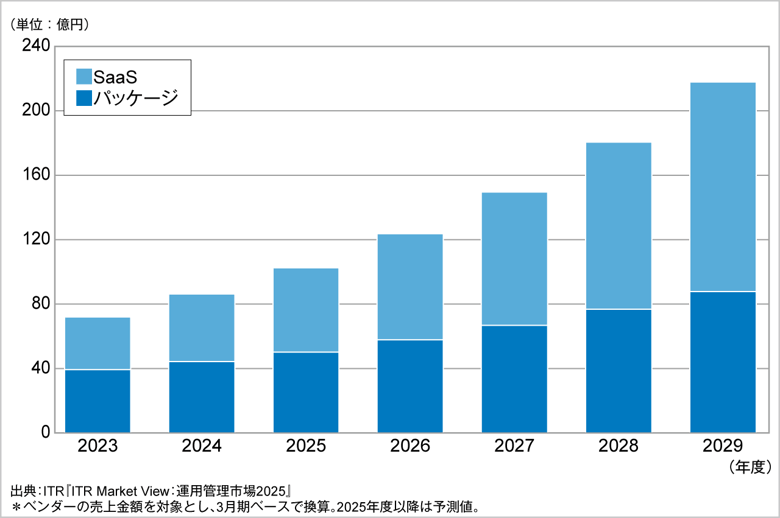 （単位：億円）
240
200
160
120
80
40
0
SaaS
パッケージ
2023 2024 2025 2026 2027 2028 2029
（年度）
出典：ITR『ITR Market View：運用管理市場2025』
＊ベンダーの売上金額を対象とし、3月期ベースで換算。2025年度以降は予測値。